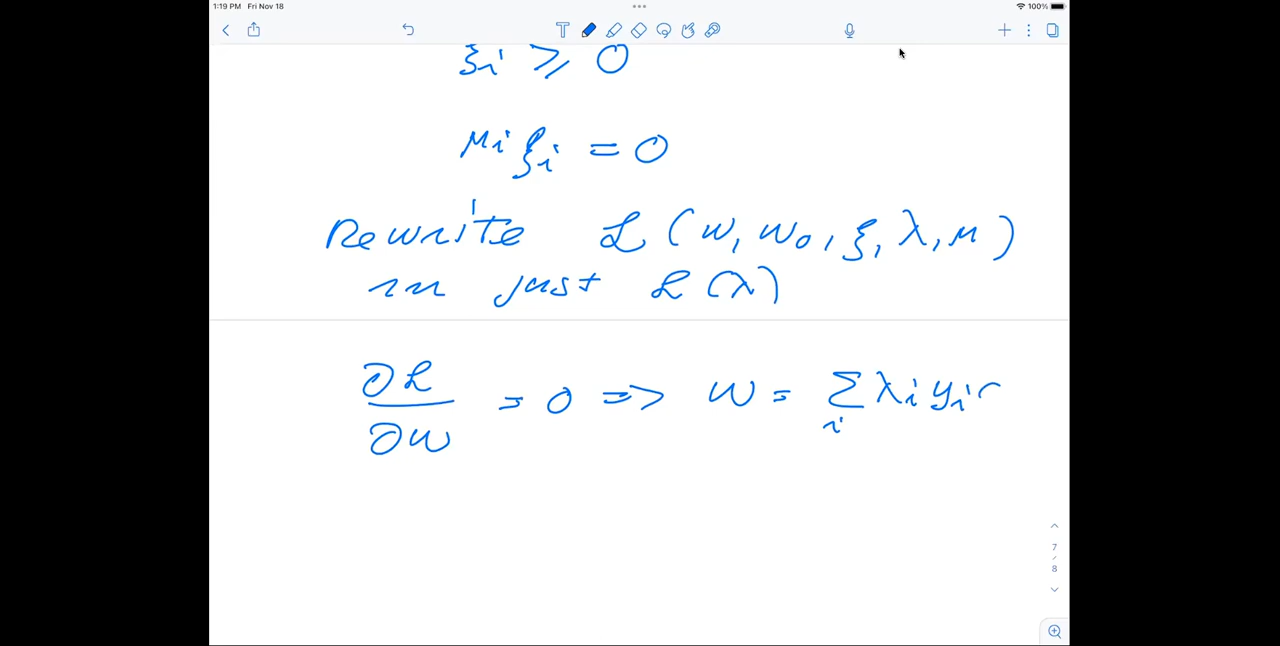 1:19 PM Fri Nov 18
100%
ξi ≥ 0
μi ξi = 0
Rewrite ℒ (w, w0, ξ, λ, μ)
in just ℒ (λ)
∂ℒ/∂w = 0 => w = Σi λi yi
7
8